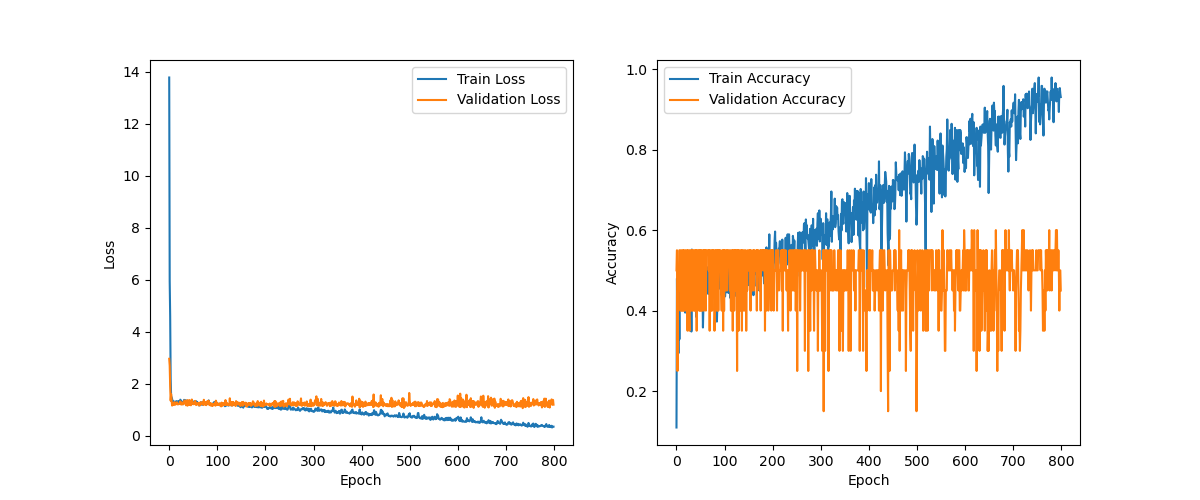 14
12
10
8
6
4
2
0
Loss
0 100 200 300 400 500 600 700 800
Epoch
Train Loss
Validation Loss
1.0
0.8
0.6
0.4
0.2
Accuracy
0 100 200 300 400 500 600 700 800
Epoch
Train Accuracy
Validation Accuracy